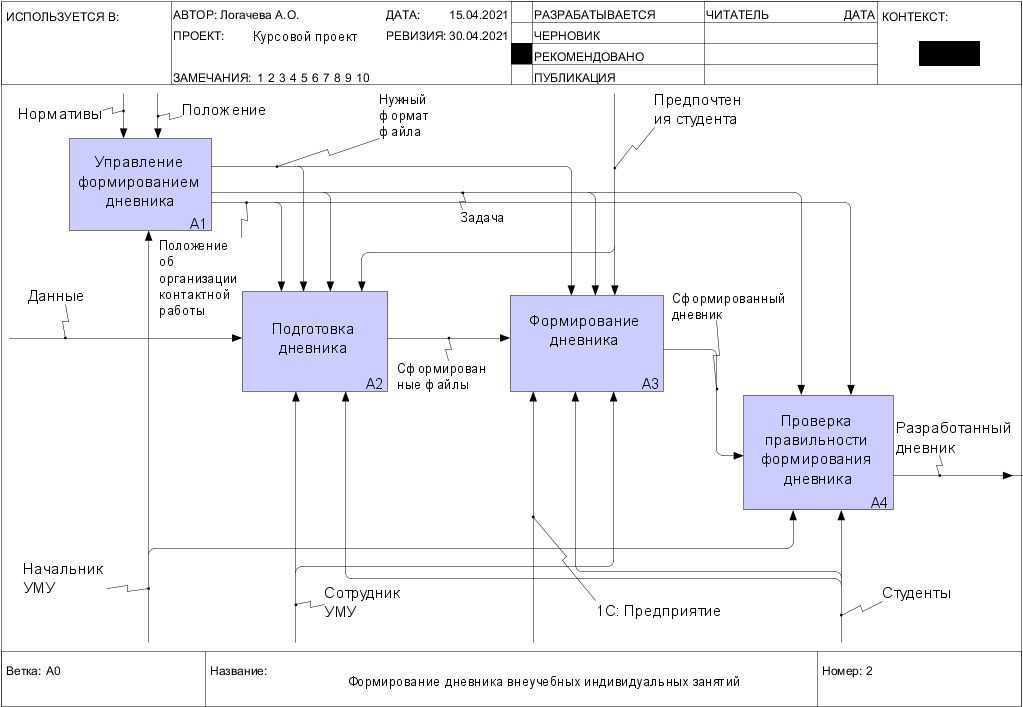 ИСПОЛЬЗУЕТСЯ В:
АВТОР: Логачева А.О.
ДАТА: 15.04.2021
РАЗРАБАТЫВАЕТСЯ
ЧИТАТЕЛЬ
ДАТА
КОНТЕКСТ:
ПРОЕКТ: Курсовой проект
РЕВИЗИЯ: 30.04.2021
ЧЕРНОВИК
РЕКОМЕНДОВАНО
ЗАМЕЧАНИЯ: 1 2 3 4 5 6 7 8 9 10
ПУБЛИКАЦИЯ
Нормативы
Положение
Нужный
формат
файла
Предпочтен
ия студента
Управление
формированием
дневника
A1
Задача
Положение
об
организации
контактной
работы
Данные
Подготовка
дневника
A2
Сформирован
ные файлы
Формирование
дневника
A3
Сформированный
дневник
Проверка
правильности
формирования
дневника
A4
Разработанный
дневник
Начальник
УМУ
Сотрудник
УМУ
1С: Предприятие
Студенты
Ветка: A0
Название:
Формирование дневника внеучебных индивидуальных занятий
Номер: 2